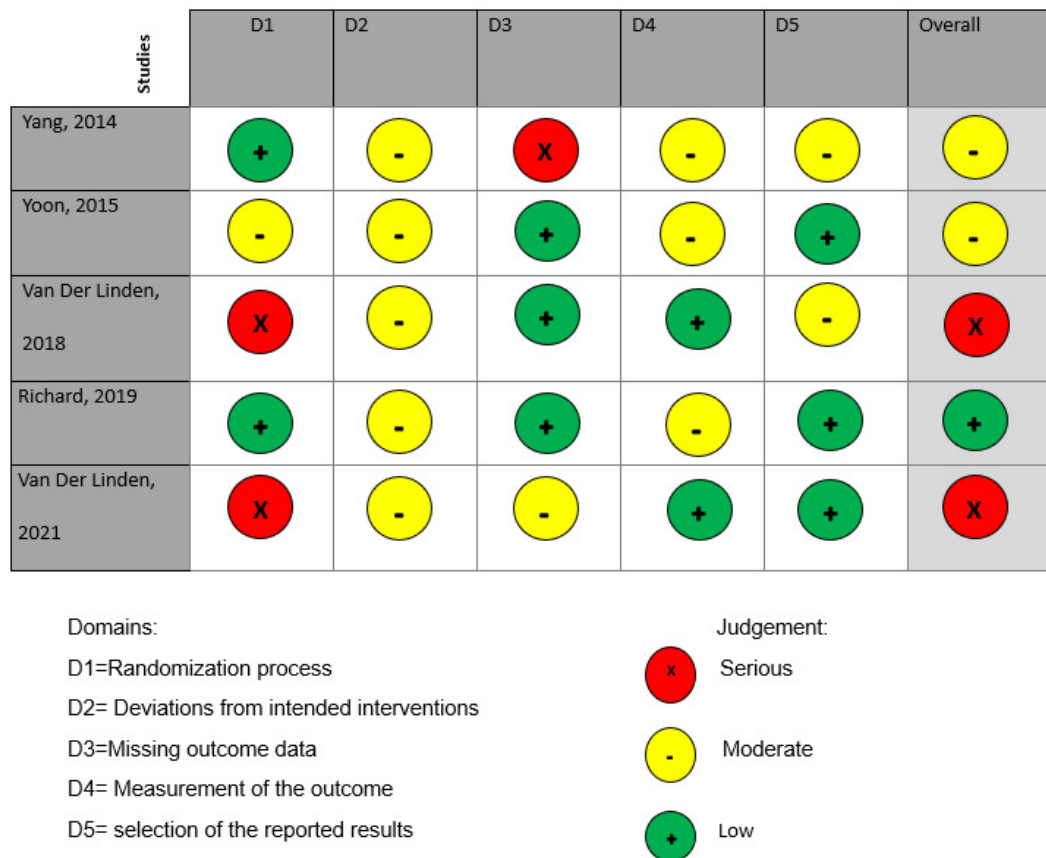 Studies
D1 D2 D3 D4 D5 Overall
Yang, 2014 + - X - - -
Yoon, 2015 - - + - + -
Van Der Linden,
2018 X - + + - X
Richard, 2019 + - + - + +
Van Der Linden,
2021 X - - + + X
Domains:
D1=Randomization process
D2= Deviations from intended interventions
D3=Missing outcome data
D4= Measurement of the outcome
D5= selection of the reported results
Judgement:
x Serious
- Moderate
+ Low